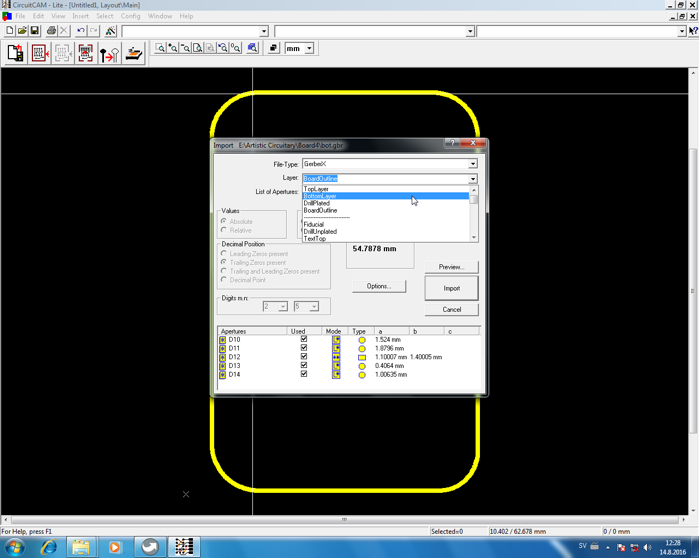 CircuitCAM - Lite - [Untitled1, Layout\Main]
File Edit View Insert Select Config Window Help
mm
Import E:\Artistic Circuitary\Board4\bot.gbr
File-Type: GerberX
Layer: BoardOutline
List of Apertures:
TopLayer
BottomLayer
DrillPlated
BoardOutline
Fiducial
DrillUnplated
TextTop
Values
Absolute
Relative
Decimal Position
Leading Zeros present
Trailing Zeros present
Trailing and Leading Zeros present
Decimal Point
54.7878 mm
Preview...
Options...
Import
Cancel
Digits m.n:
2 5
Apertures Used Mode Type a b c
D10 1.524 mm
D11 1.8796 mm
D12 1.10007 mm 1.40005 mm
D13 0.4064 mm
D14 1.00635 mm
For Help, press F1 Selected=0 10.402 / 62.678 mm 0 / 0 mm
SV 12:28
14.8.2016